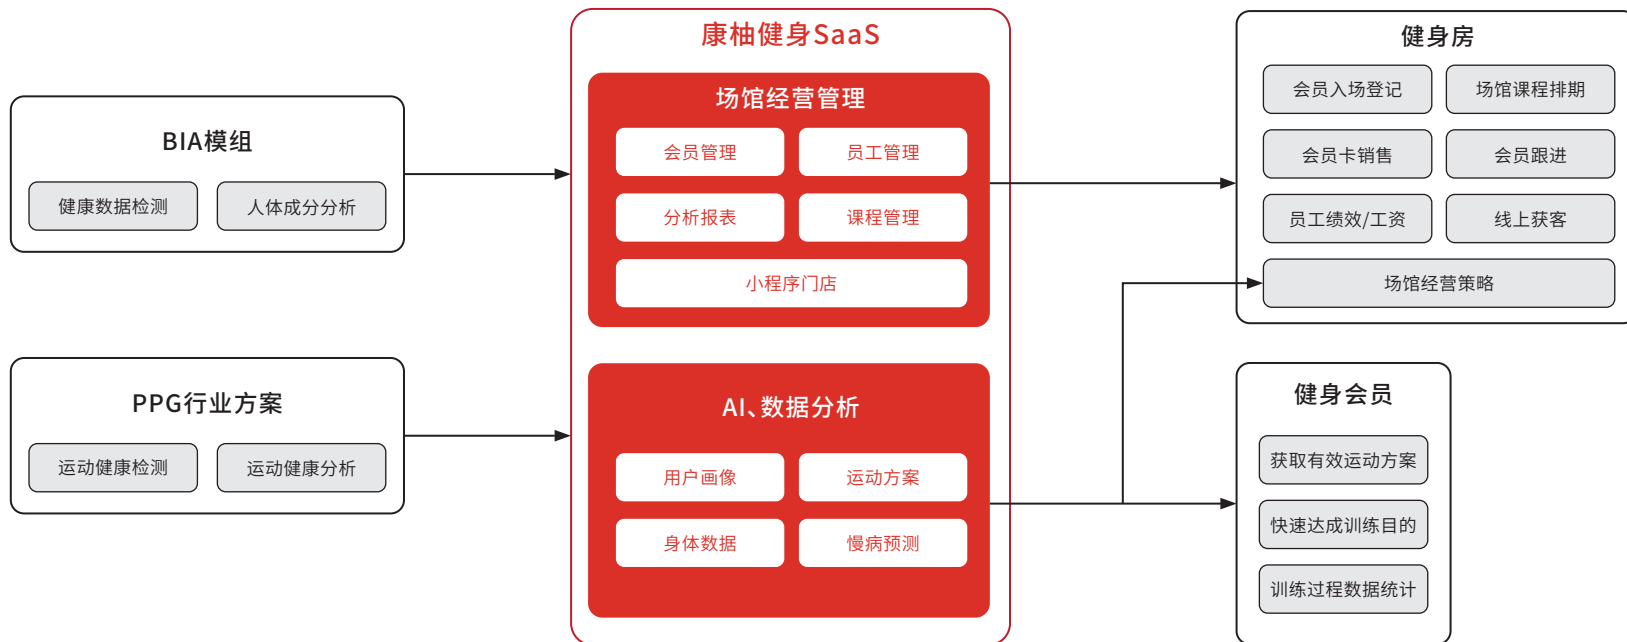 BIA模组
健康数据检测
人体成分分析
PPG行业方案
运动健康检测
运动健康分析
康柚健身SaaS
场馆经营管理
会员管理
员工管理
分析报表
课程管理
小程序门店
AI、数据分析
用户画像
运动方案
身体数据
慢病预测
健身房
会员入场登记
场馆课程排期
会员卡销售
会员跟进
员工绩效/工资
线上获客
场馆经营策略
健身会员
获取有效运动方案
快速达成训练目的
训练过程数据统计